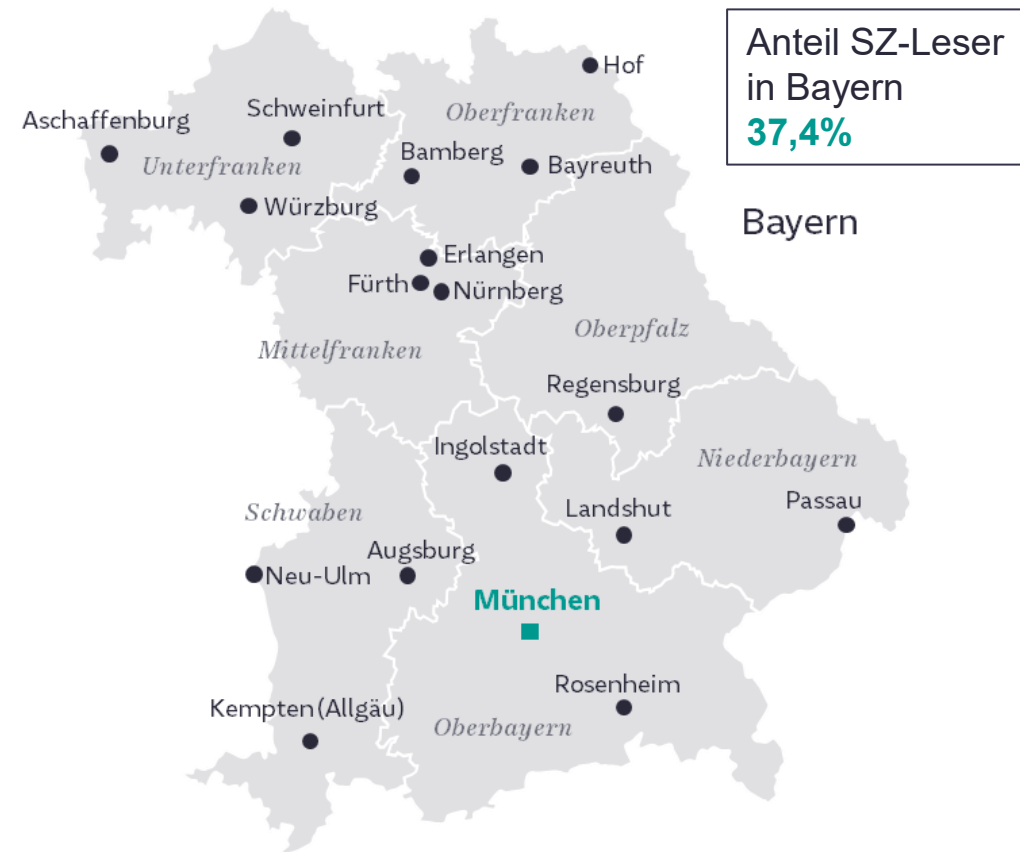 Anteil SZ-Leser
in Bayern
37,4%
Bayern
Hof
Schweinfurt
Oberfranken
Aschaffenburg
Bamberg
Unterfranken
Bayreuth
Würzburg
Erlangen
Fürth
Nürnberg
Oberpfalz
Mittelfranken
Regensburg
Ingolstadt
Niederbayern
Passau
Landshut
Schwaben
Augsburg
Neu-Ulm
München
Rosenheim
Kempten (Allgäu)
Oberbayern